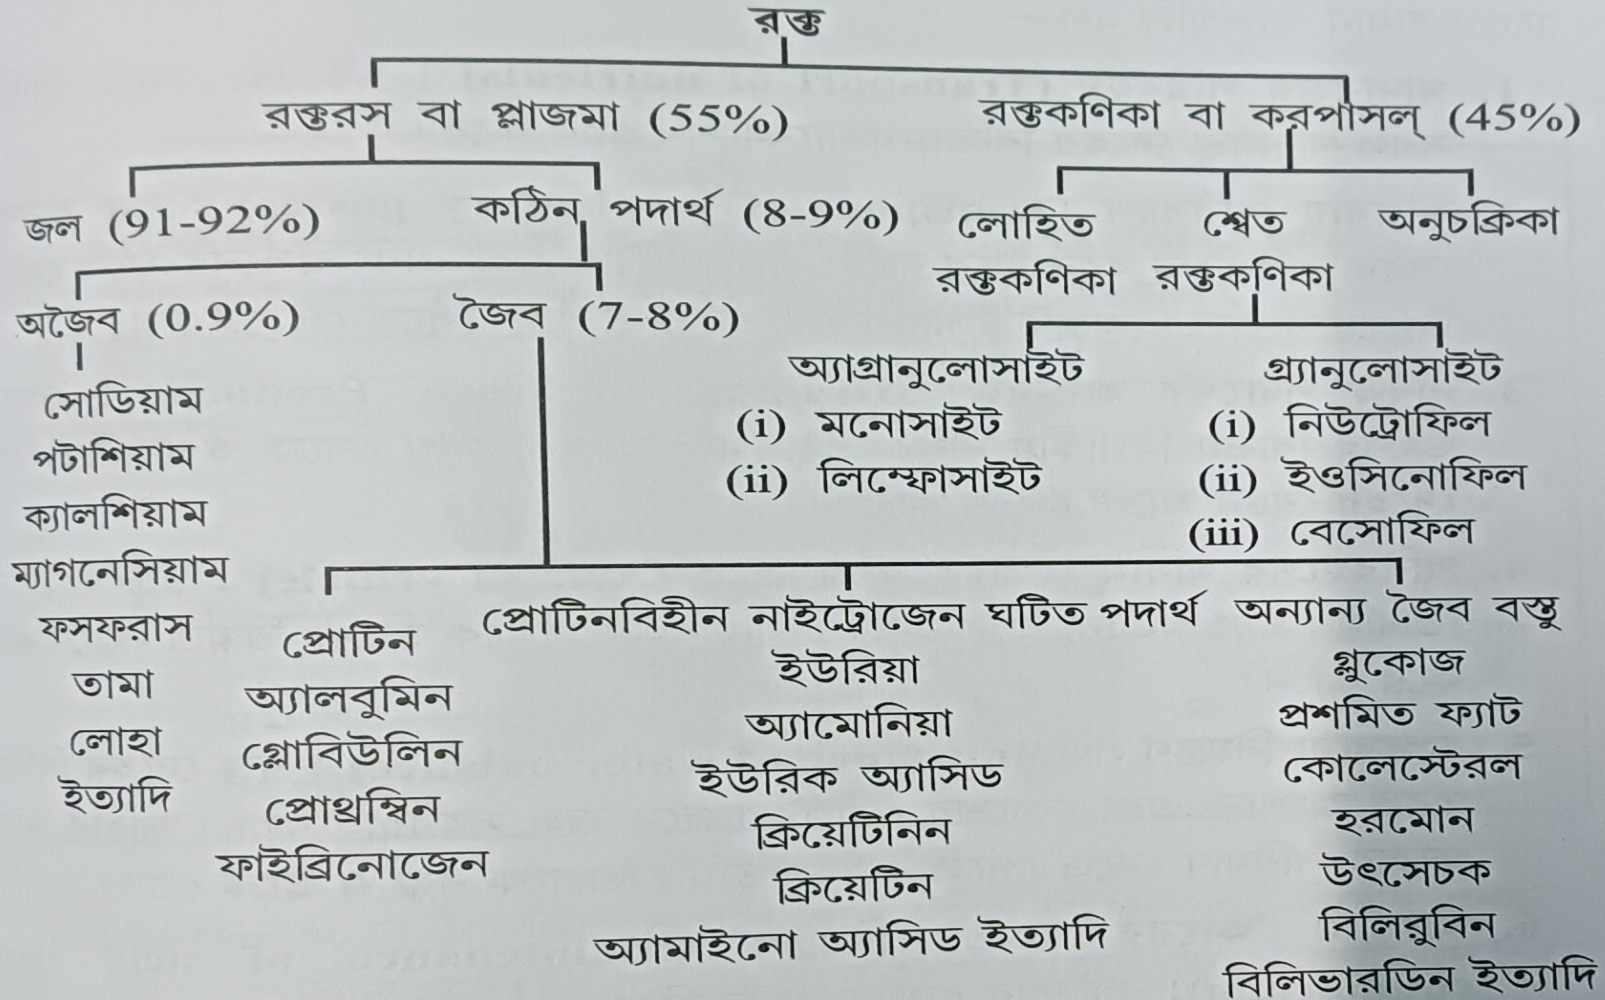 রক্ত
রক্তরস বা প্লাজমা (55%)
রক্তকণিকা বা করপাসল্ (45%)
জল (91-92%)
কঠিন পদার্থ (8-9%)
লোহিত রক্তকণিকা
শ্বেত রক্তকণিকা
অনুচক্রিকা
অজৈব (0.9%)
জৈব (7-8%)
অ্যাগ্রানুলোসাইট
(i) মনোসাইট
(ii) লিম্ফোসাইট
গ্র্যানুলোসাইট
(i) নিউট্রোফিল
(ii) ইওসিনোফিল
(iii) বেসোফিল
সোডিয়াম
পটাশিয়াম
ক্যালশিয়াম
ম্যাগনেসিয়াম
ফসফরাস
তামা
লোহা
ইত্যাদি
প্রোটিন
অ্যালবুমিন
গ্লোবিউলিন
প্রোথ্রম্বিন
ফাইব্রিনোজেন
প্রোটিনবিহীন নাইট্রোজেন ঘটিত পদার্থ
ইউরিয়া
অ্যামোনিয়া
ইউরিক অ্যাসিড
ক্রিয়েটিনিন
ক্রিয়েটিন
অ্যামাইনো অ্যাসিড ইত্যাদি
অন্যান্য জৈব বস্তু
গ্লুকোজ
প্রশমিত ফ্যাট
কোলেস্টেরল
হরমোন
উৎসেচক
বিলিরুবিন
বিলিভারডিন ইত্যাদি